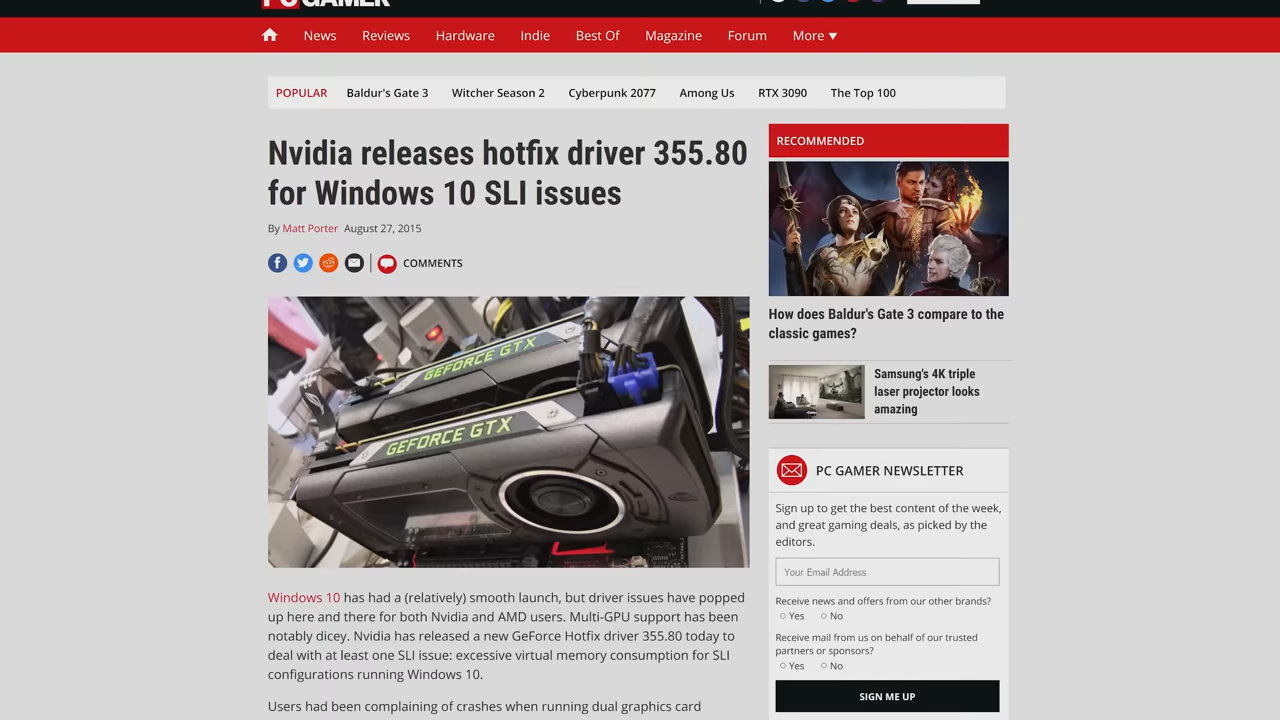 PC GAMER
News Reviews Hardware Indie Best Of Magazine Forum More ▼
POPULAR Baldur's Gate 3 Witcher Season 2 Cyberpunk 2077 Among Us RTX 3090 The Top 100
Nvidia releases hotfix driver 355.80
for Windows 10 SLI issues
By Matt Porter August 27, 2015
COMMENTS
GEFORCE GTX
GEFORCE GTX
Windows 10 has had a (relatively) smooth launch, but driver issues have popped
up here and there for both Nvidia and AMD users. Multi-GPU support has been
notably dicey. Nvidia has released a new GeForce Hotfix driver 355.80 today to
deal with at least one SLI issue: excessive virtual memory consumption for SLI
configurations running Windows 10.
Users had been complaining of crashes when running dual graphics card
RECOMMENDED
How does Baldur's Gate 3 compare to the
classic games?
Samsung's 4K triple
laser projector looks
amazing
PC GAMER NEWSLETTER
Sign up to get the best content of the week,
and great gaming deals, as picked by the
editors.
Your Email Address
Receive news and offers from our other brands?
Yes No
Receive mail from us on behalf of our trusted
partners or sponsors?
Yes No
SIGN ME UP